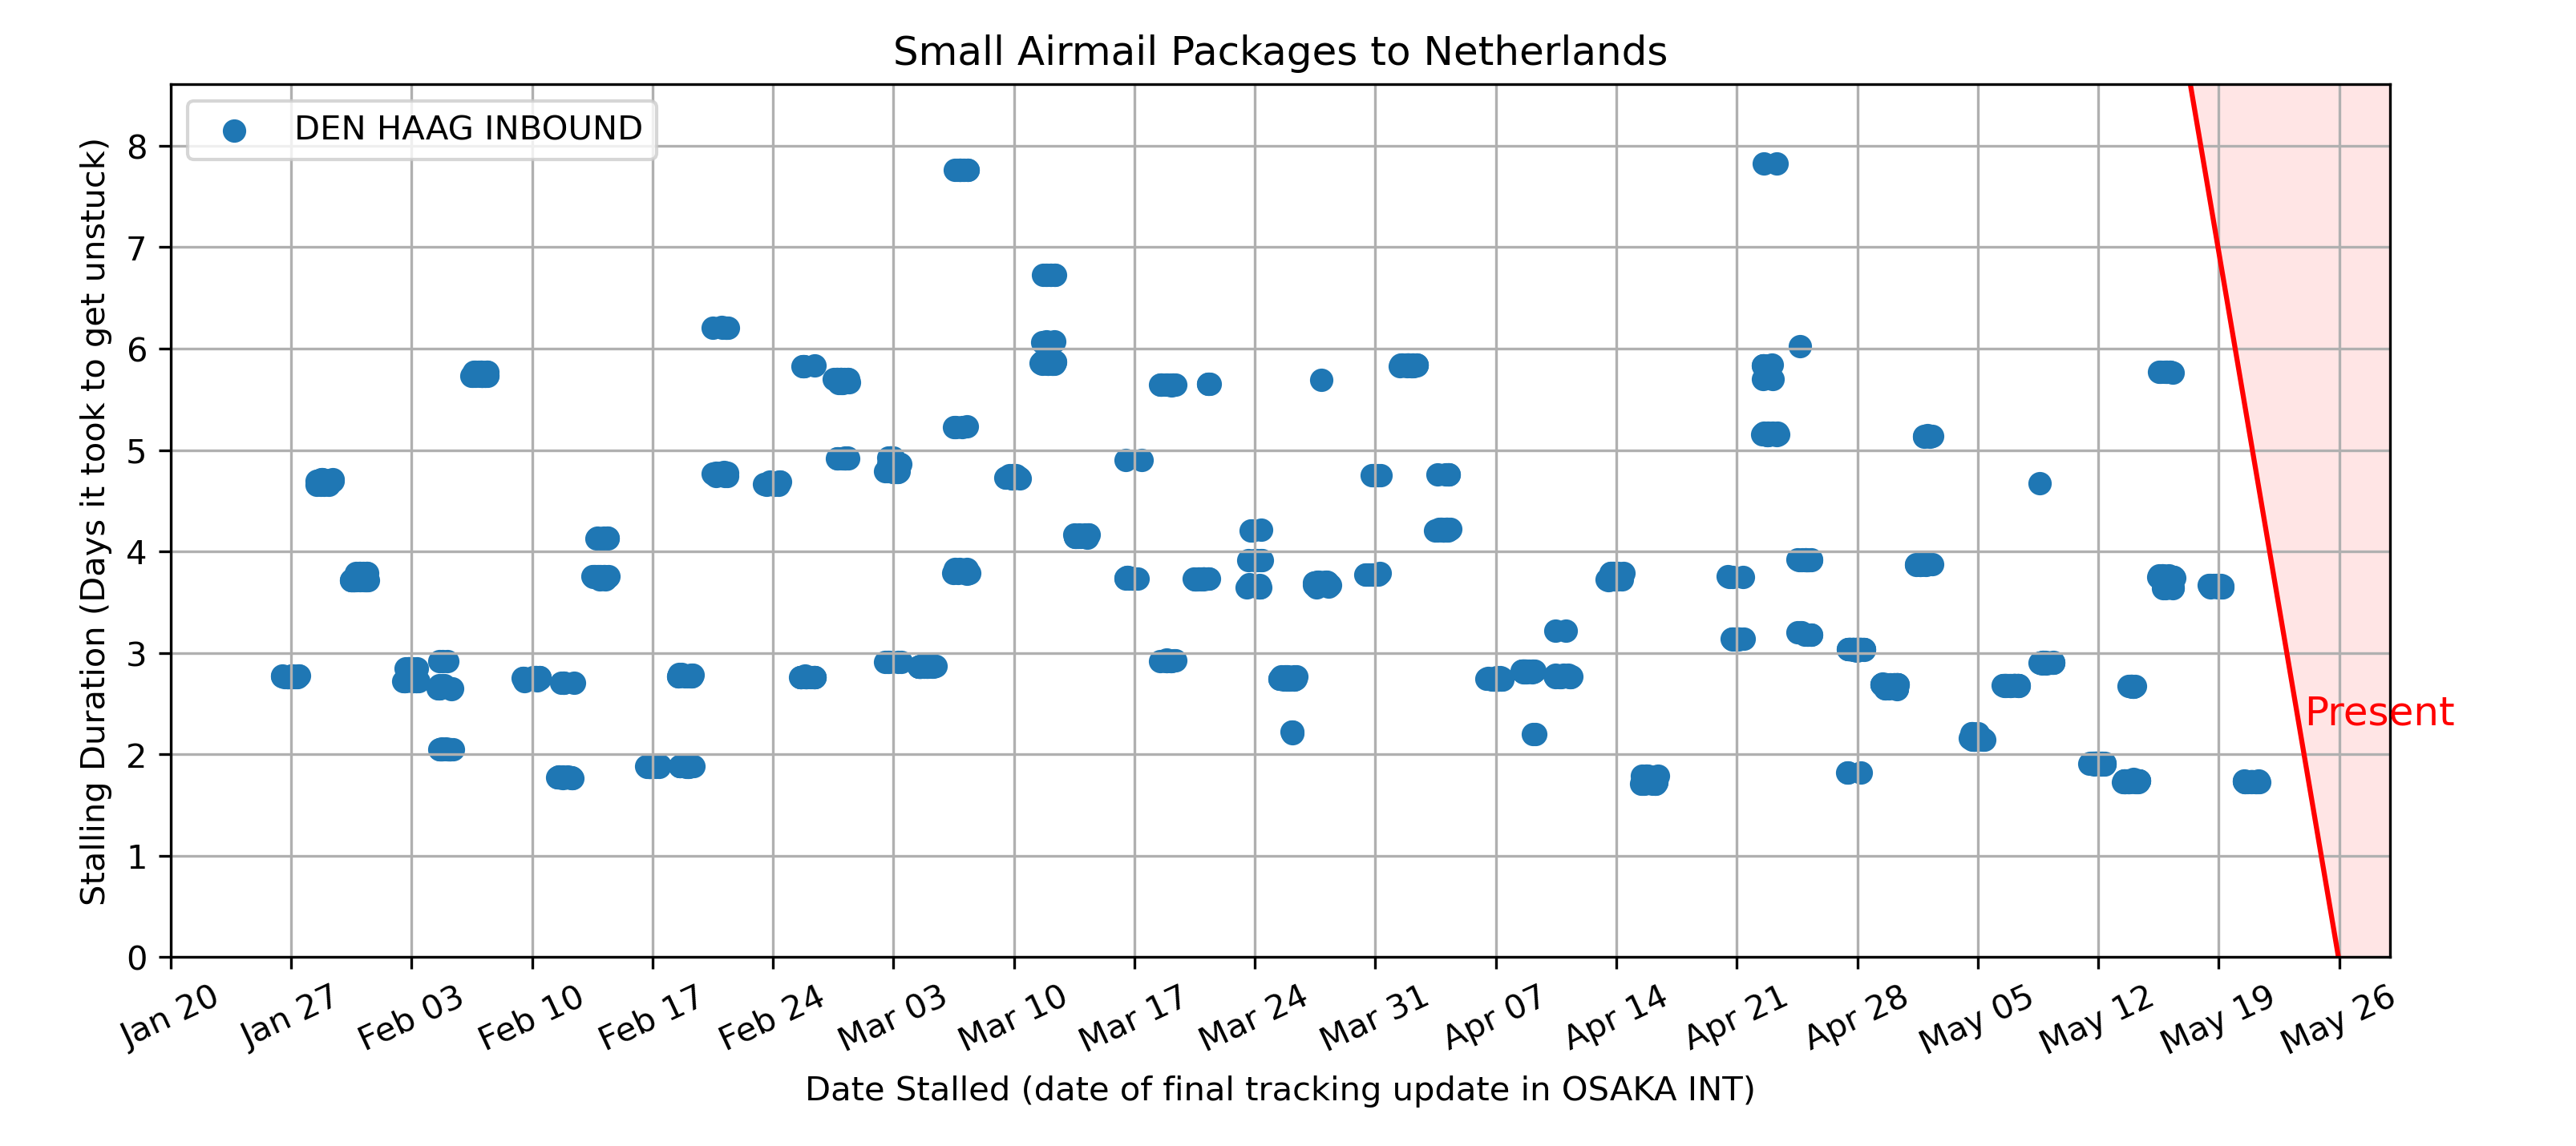 Small Airmail Packages to Netherlands
DEN HAAG INBOUND
Stalling Duration (Days it took to get unstuck)
8
7
6
5
4
3
2
1
0
Present
Jan 20
Jan 27
Feb 03
Feb 10
Feb 17
Feb 24
Mar 03
Mar 10
Mar 17
Mar 24
Mar 31
Apr 07
Apr 14
Apr 21
Apr 28
May 05
May 12
May 19
May 26
Date Stalled (date of final tracking update in OSAKA INT)